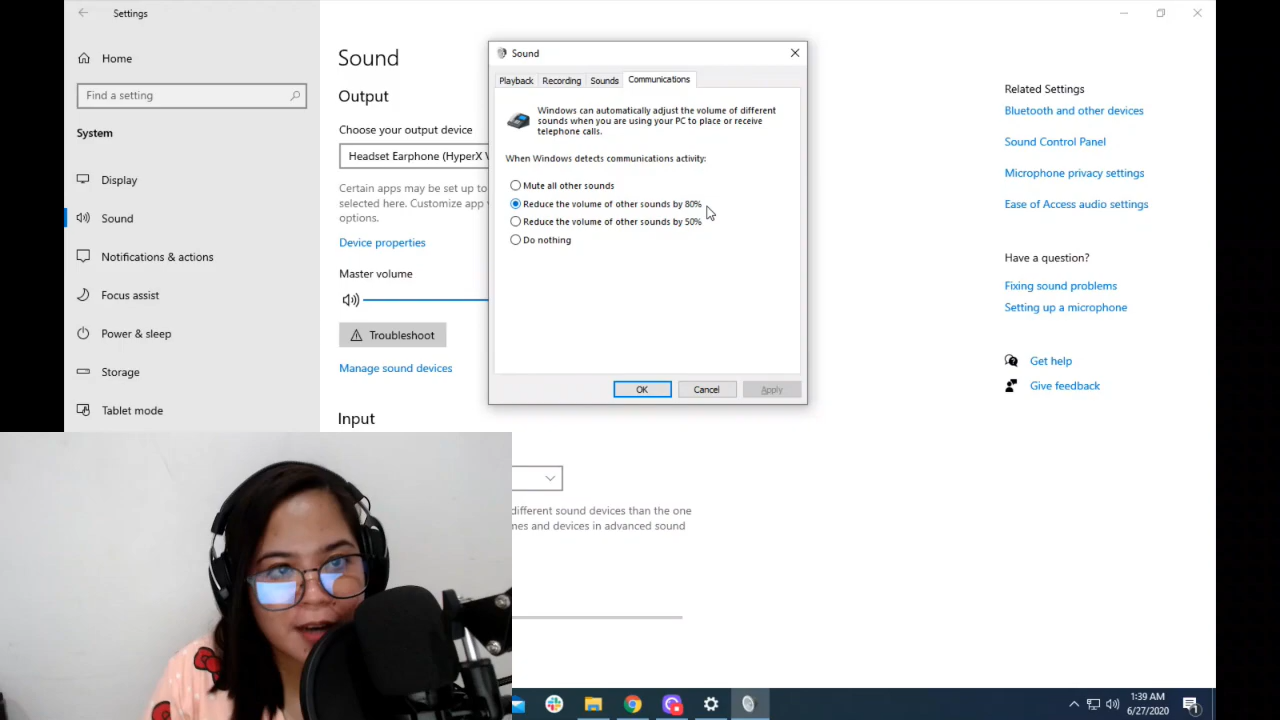 Settings
Home
Find a setting
System
Display
Sound
Notifications & actions
Focus assist
Power & sleep
Storage
Tablet mode
Sound
Output
Choose your output device
Headset Earphone (HyperX V
Certain apps may be set up to
selected here. Customize app v
options.
Device properties
Master volume
Troubleshoot
Manage sound devices
Input
different sound devices than the one
mes and devices in advanced sound
Sound
Playback
Recording
Sounds
Communications
Windows can automatically adjust the volume of different
sounds when you are using your PC to place or receive
telephone calls.
When Windows detects communications activity:
Mute all other sounds
Reduce the volume of other sounds by 80%
Reduce the volume of other sounds by 50%
Do nothing
OK
Cancel
Apply
Related Settings
Bluetooth and other devices
Sound Control Panel
Microphone privacy settings
Ease of Access audio settings
Have a question?
Fixing sound problems
Setting up a microphone
Get help
Give feedback
1:39 AM
6/27/2020
1